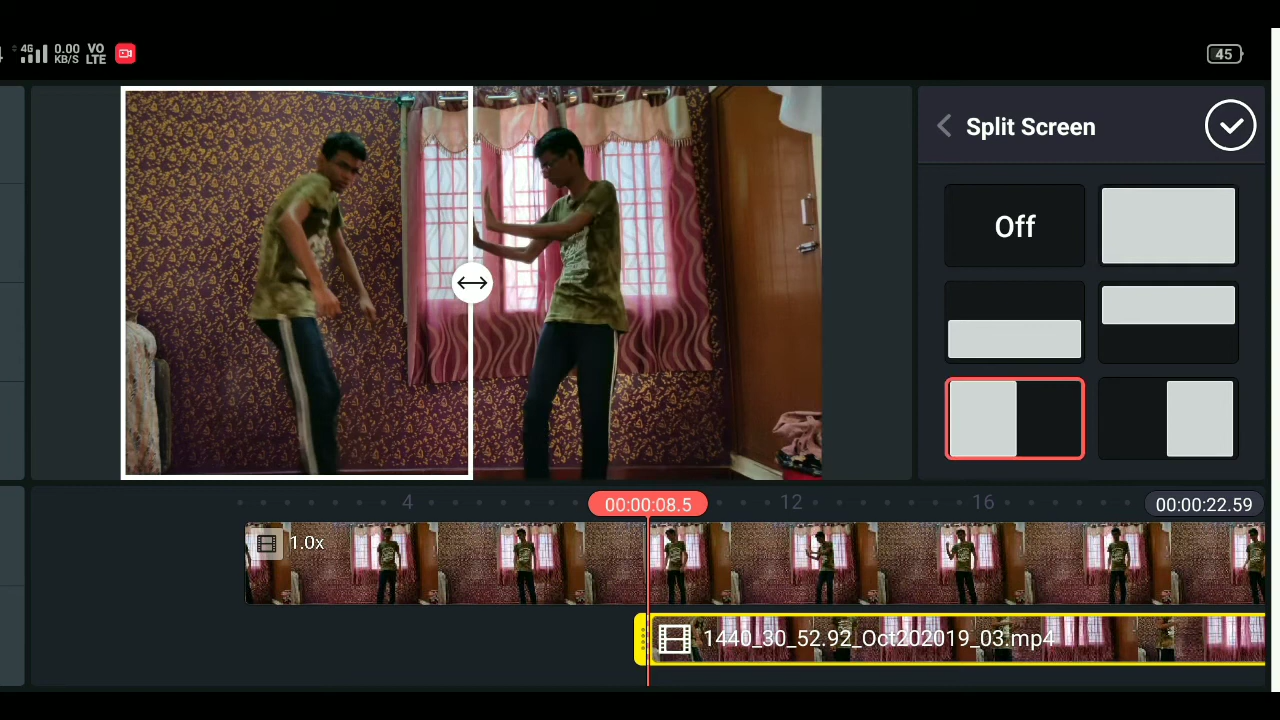 4G 0.00 KB/S VO LTE
45
Split Screen
Off
4 00:00:08.5 12 16 00:00:22.59
1.0x
1440_30_52.92_Oct202019_03.mp4